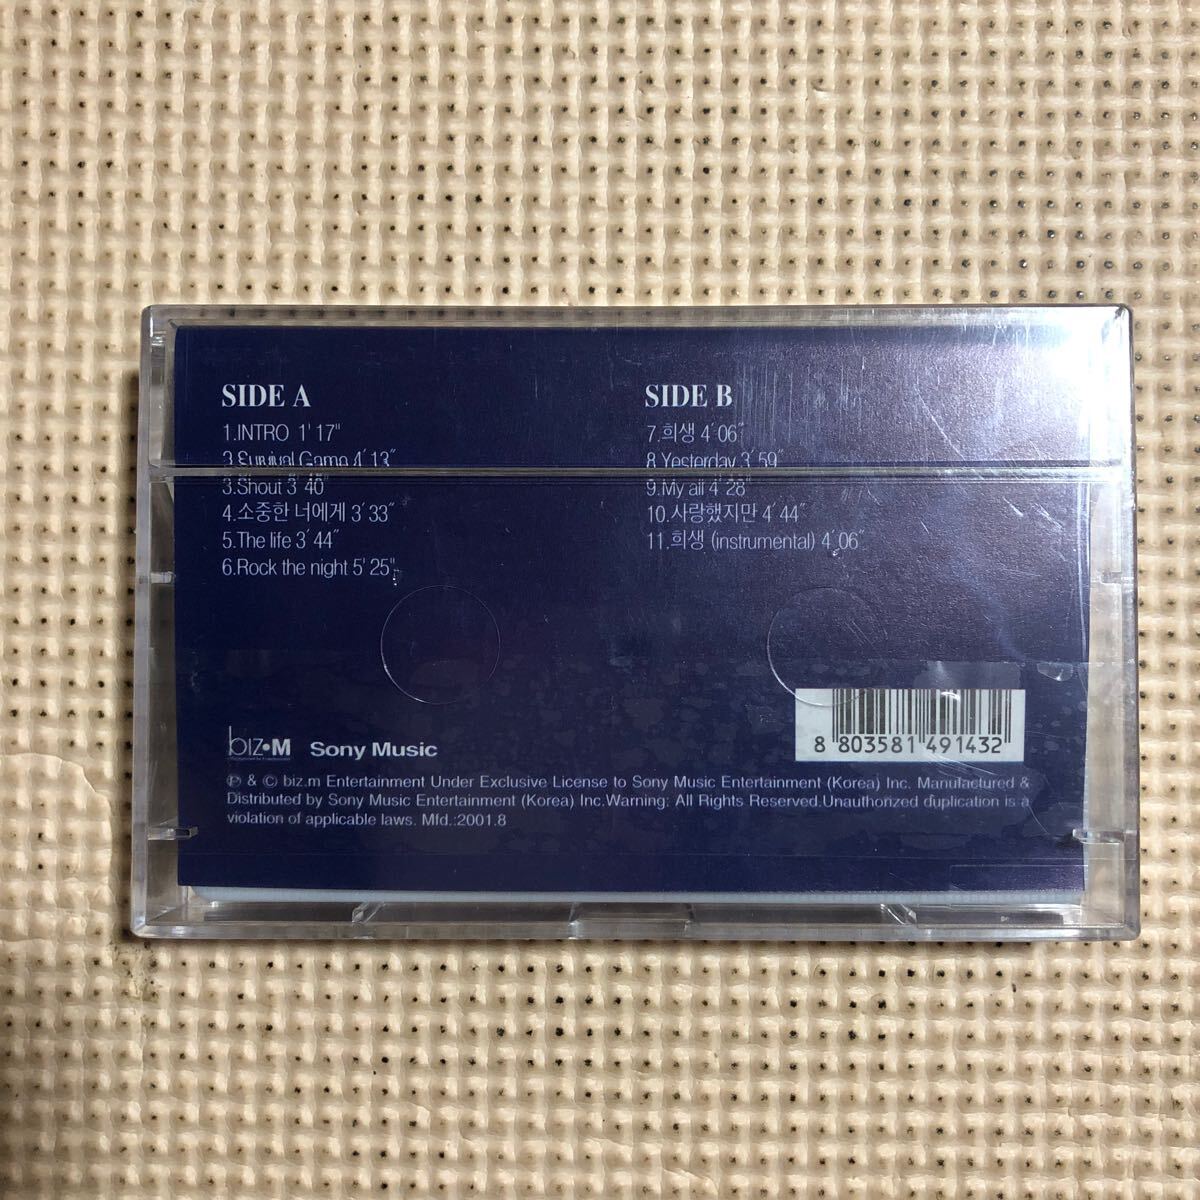 SIDE A
1.INTRO 1' 17"
3.Survival Game 4' 13"
3.Shout 3' 40"
4.소중한 너에게 3' 33"
5.The life 3' 44"
6.Rock the night 5' 25"
SIDE B
7.희생 4' 06"
8.Yesterday 3' 59"
9.My all 4' 28"
10.사랑했지만 4' 44"
11.희생 (instrumental) 4' 06"
biz•M Sony Music
8 803581 491432
℗ & © biz.m Entertainment Under Exclusive License to Sony Music Entertainment (Korea) Inc. Manufactured &
Distributed by Sony Music Entertainment (Korea) Inc.Warning: All Rights Reserved.Unauthorized duplication is a
violation of applicable laws. Mfd.:2001.8